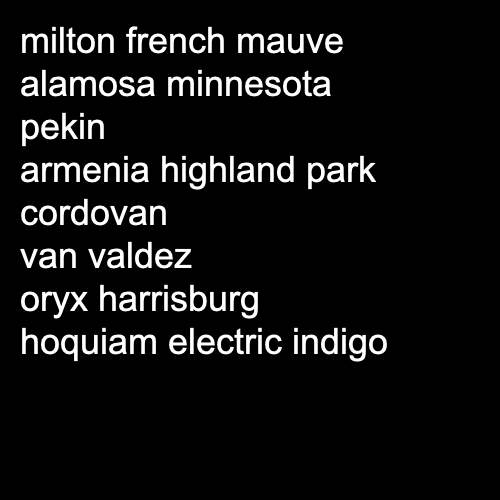 milton french mauve
alamosa minnesota
pekin
armenia highland park
cordovan
van valdez
oryx harrisburg
hoquiam electric indigo